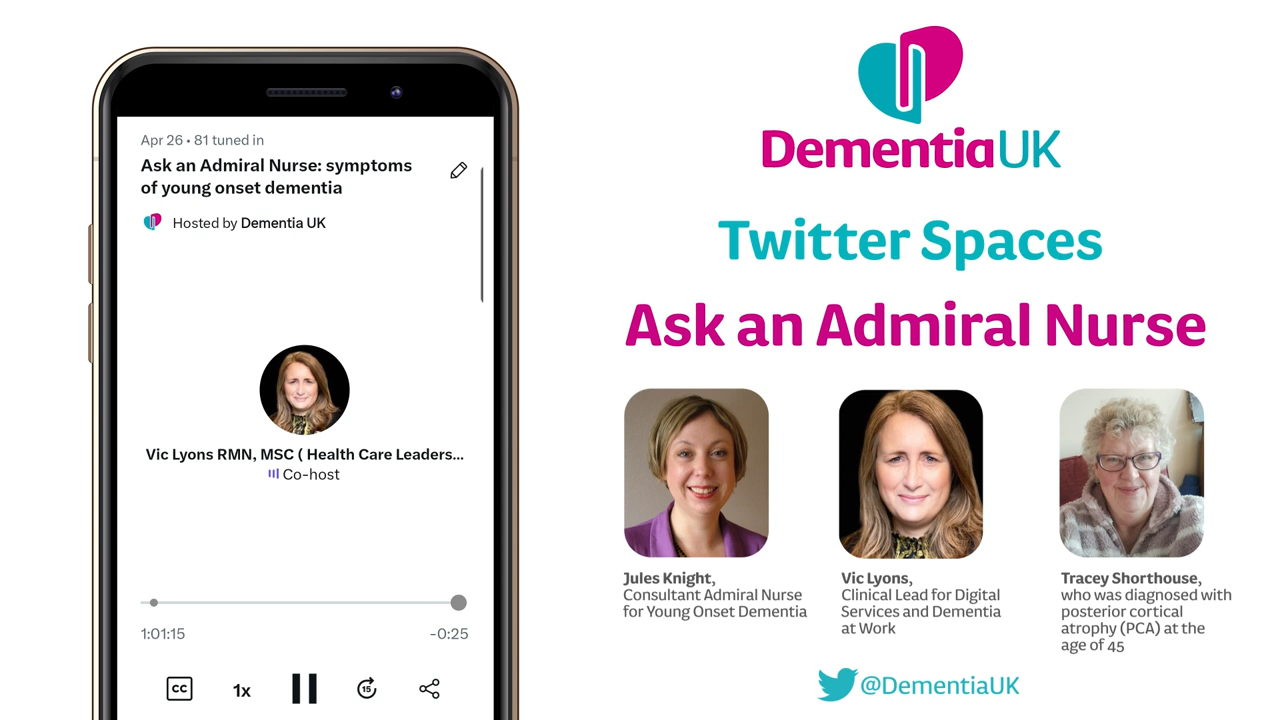 Apr 26 • 81 tuned in
Ask an Admiral Nurse: symptoms
of young onset dementia
Hosted by Dementia UK
Vic Lyons RMN, MSC ( Health Care Leaders...
Co-host
1:01:15
-0:25
CC
1x
15
DementiaUK
Twitter Spaces
Ask an Admiral Nurse
Jules Knight,
Consultant Admiral Nurse
for Young Onset Dementia
Vic Lyons,
Clinical Lead for Digital
Services and Dementia
at Work
Tracey Shorthouse,
who was diagnosed with
posterior cortical
atrophy (PCA) at the
age of 45
@DementiaUK